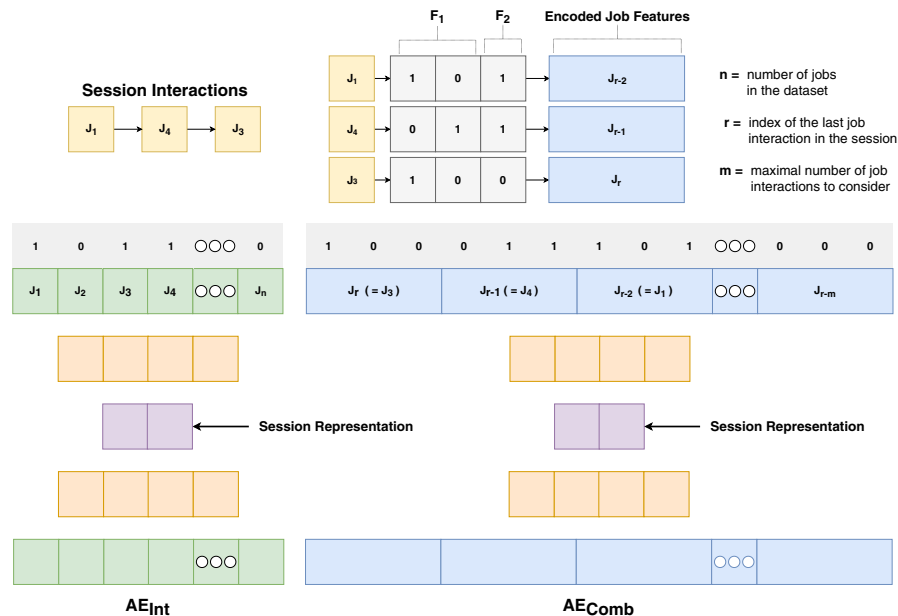 F1 F2 Encoded Job Features
Session Interactions
J1 J4 J3
J1 1 0 1 Jr-2
J4 0 1 1 Jr-1
J3 1 0 0 Jr
n = number of jobs
in the dataset
r = index of the last job
interaction in the session
m = maximal number of job
interactions to consider
1 0 1 1 0
J1 J2 J3 J4 Jn
1 0 0 0 1 1 1 0 1 0 0 0
Jr ( = J3 ) Jr-1 ( = J4 ) Jr-2 ( = J1 ) Jr-m
Session Representation
Session Representation
AEInt
AEComb